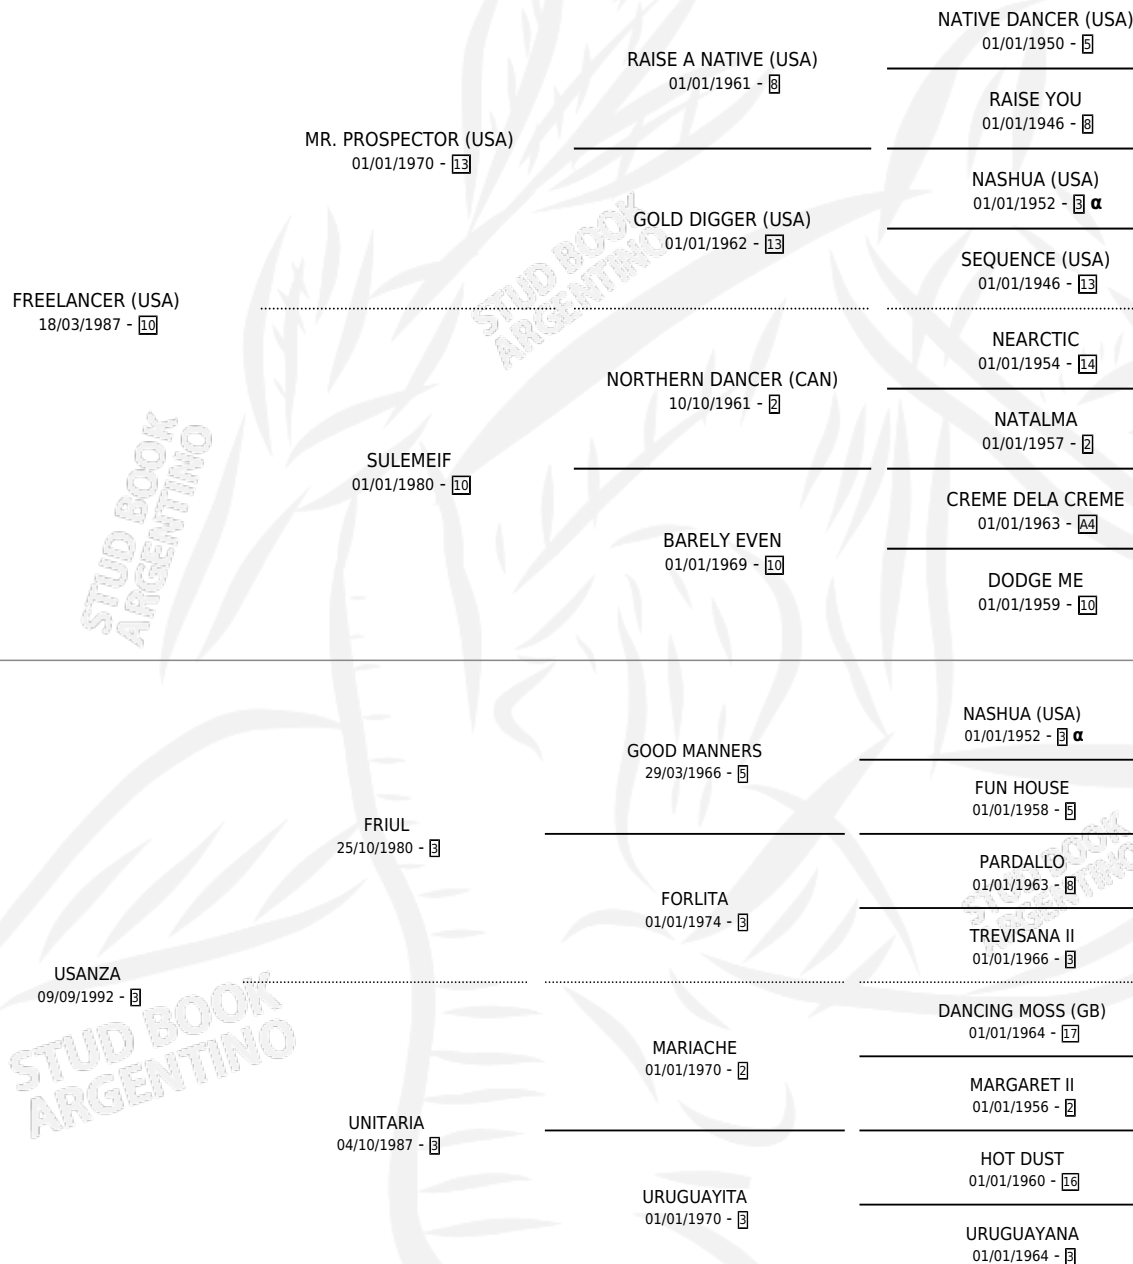 FREELANCER (USA)
18/03/1987 - 10
MR. PROSPECTOR (USA)
01/01/1970 - 13
RAISE A NATIVE (USA)
01/01/1961 - 8
NATIVE DANCER (USA)
01/01/1950 - 5
RAISE YOU
01/01/1946 - 8
GOLD DIGGER (USA)
01/01/1962 - 13
NASHUA (USA)
01/01/1952 - 3 α
SEQUENCE (USA)
01/01/1946 - 13
SULEMEIF
01/01/1980 - 10
NORTHERN DANCER (CAN)
10/10/1961 - 2
NEARCTIC
01/01/1954 - 14
NATALMA
01/01/1957 - 2
BARELY EVEN
01/01/1969 - 10
CREME DELA CREME
01/01/1963 - A4
DODGE ME
01/01/1959 - 10
USANZA
09/09/1992 - 3
FRIUL
25/10/1980 - 3
GOOD MANNERS
29/03/1966 - 5
NASHUA (USA)
01/01/1952 - 3 α
FUN HOUSE
01/01/1958 - 5
FORLITA
01/01/1974 - 3
PARDALLO
01/01/1963 - 8
TREVISANA II
01/01/1966 - 3
UNITARIA
04/10/1987 - 3
MARIACHE
01/01/1970 - 2
DANCING MOSS (GB)
01/01/1964 - 17
MARGARET II
01/01/1956 - 2
URUGUAYITA
01/01/1970 - 3
HOT DUST
01/01/1960 - 16
URUGUAYANA
01/01/1964 - 3
STUD BOOK
ARGENTINO
STUD BOOK
ARGENTINO
STUD BOOK
ARGENTINO
STUD BOOK
ARGENTINO